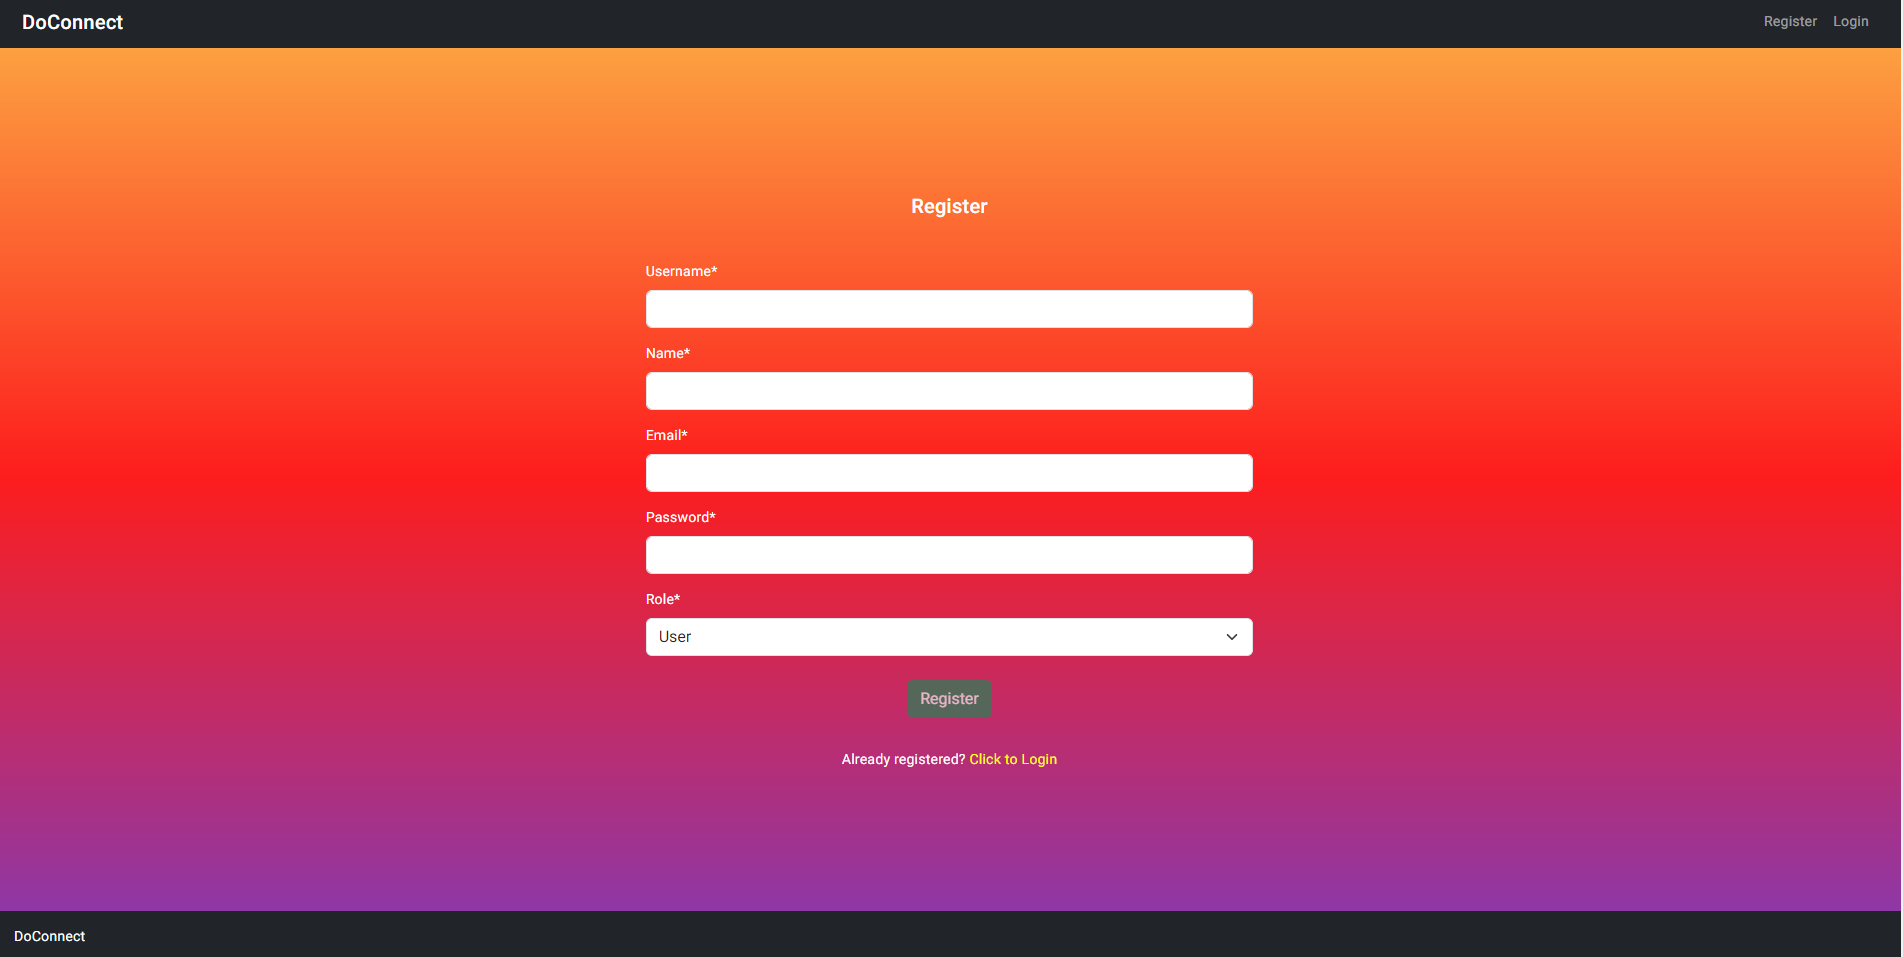 DoConnect
Register Login
Register
Username*
Name*
Email*
Password*
Role*
User
Register
Already registered? Click to Login
DoConnect